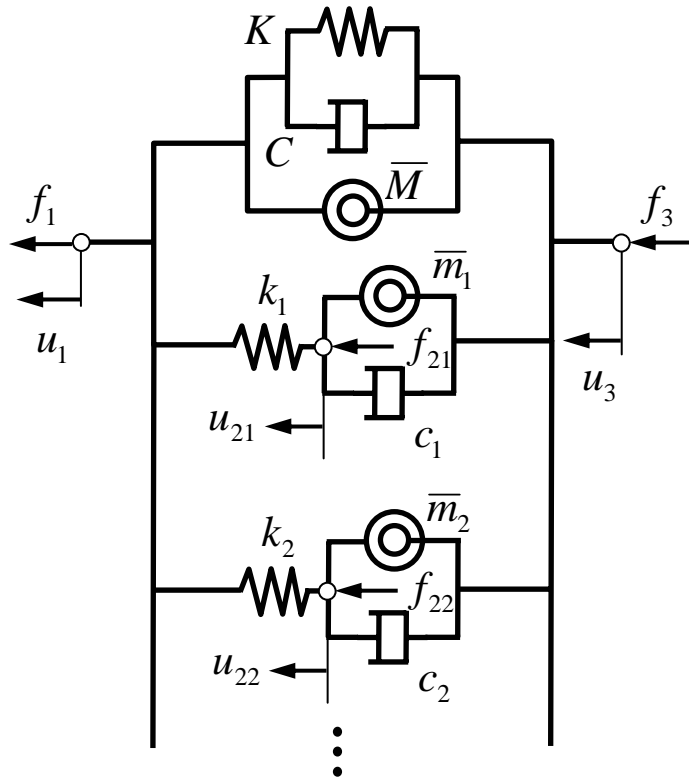 K
C
M̅
f₁
f₃
u₁
u₃
k₁
m̅₁
f₂₁
u₂₁
c₁
k₂
m̅₂
f₂₂
u₂₂
c₂